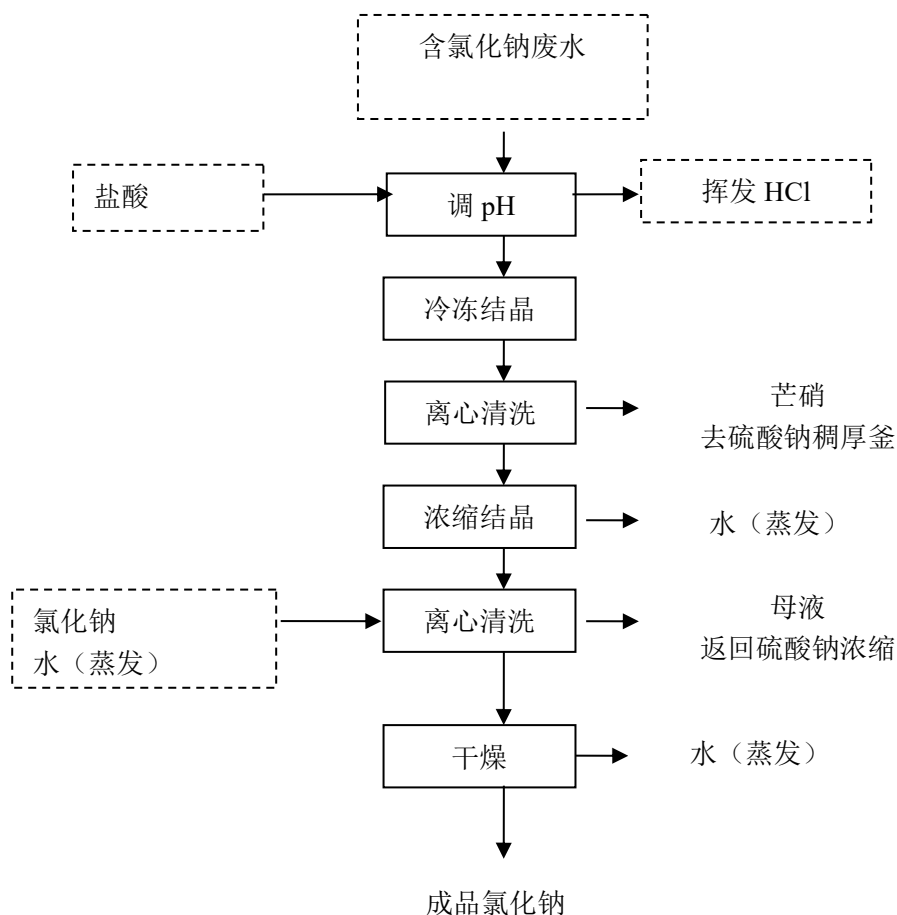 含氯化钠废水
盐酸
调 pH
挥发 HCl
冷冻结晶
离心清洗
芒硝
去硫酸钠稠厚釜
浓缩结晶
水（蒸发）
氯化钠
水（蒸发）
离心清洗
母液
返回硫酸钠浓缩
干燥
水（蒸发）
成品氯化钠